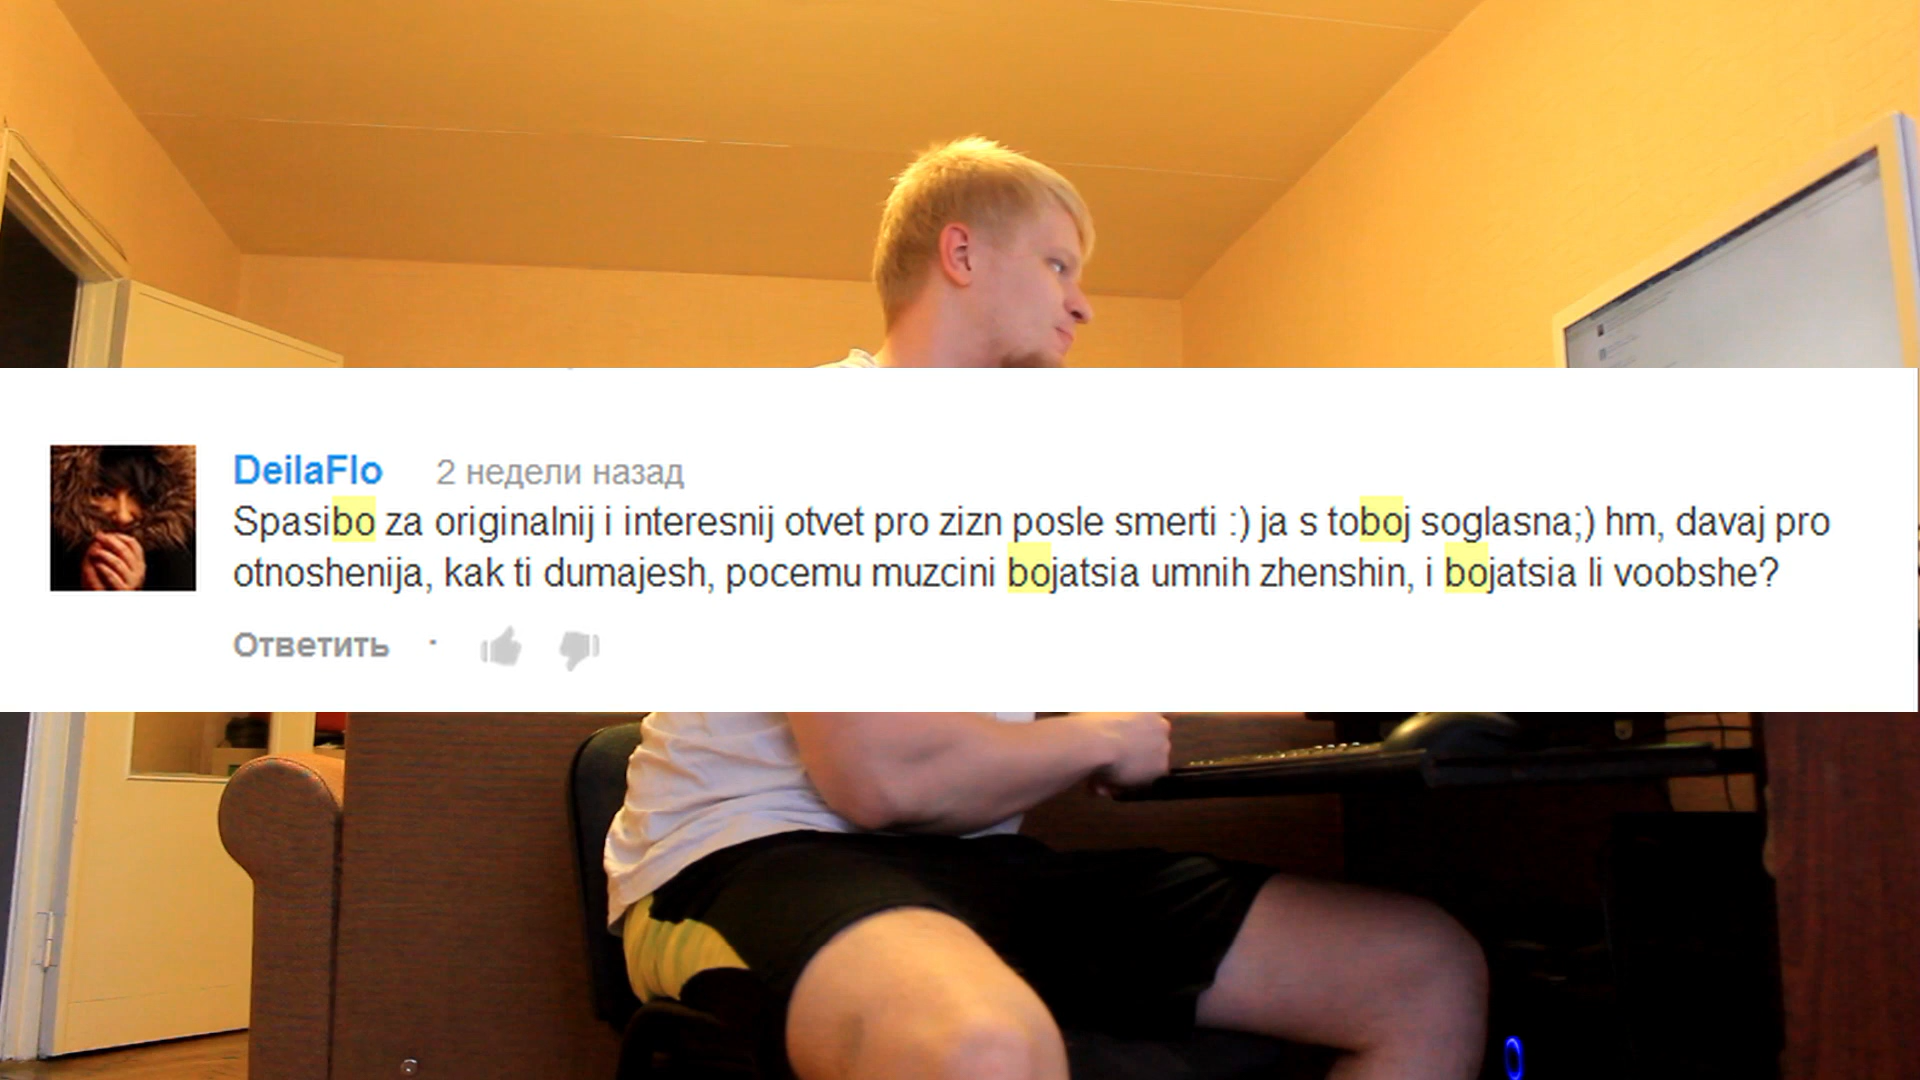 DeilaFlo 2 недели назад
Spasibo za originalnij i interesnij otvet pro zizn posle smerti :) ja s toboj soglasna;) hm, davaj pro
otnoshenija, kak ti dumajesh, pocemu muzcini bojatsia umnih zhenshin, i bojatsia li voobshe?
Ответить ·